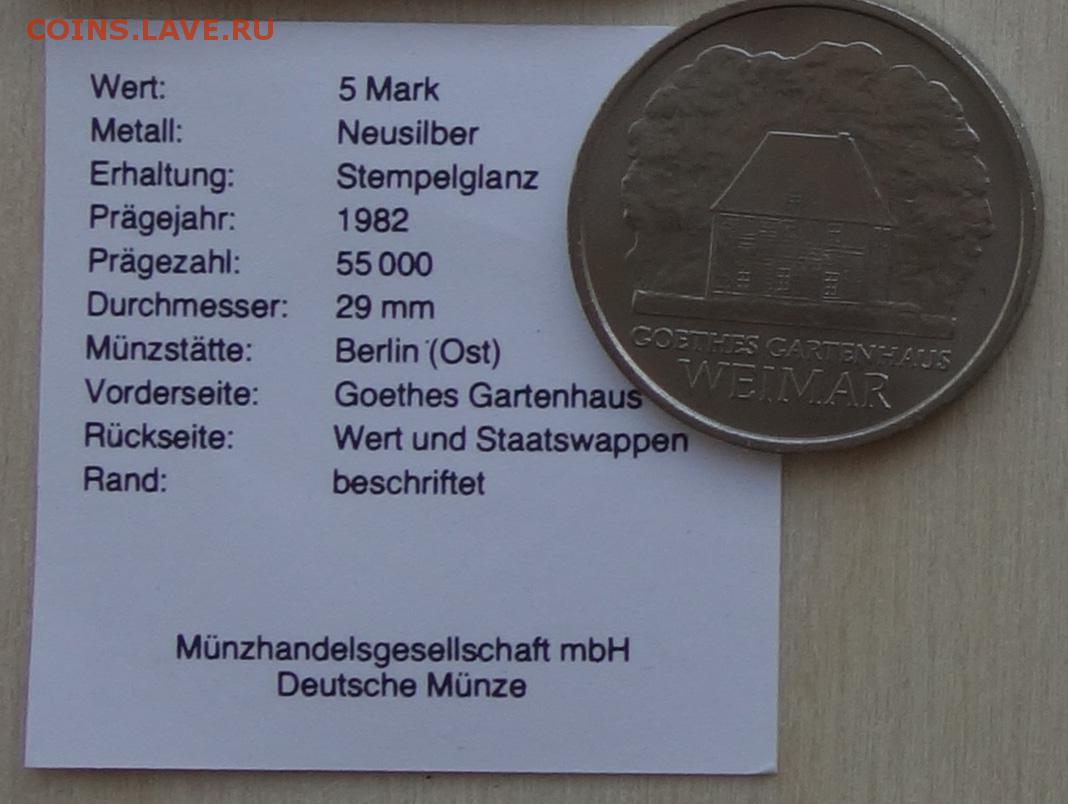 COINS.LAVE.RU
Wert: 5 Mark
Metall: Neusilber
Erhaltung: Stempelglanz
Prägejahr: 1982
Prägezahl: 55 000
Durchmesser: 29 mm
Münzstätte: Berlin (Ost)
Vorderseite: Goethes Gartenhaus
Rückseite: Wert und Staatswappen
Rand: beschriftet
Münzhandelsgesellschaft mbH
Deutsche Münze
GOETHES GARTENHAUS
WEIMAR